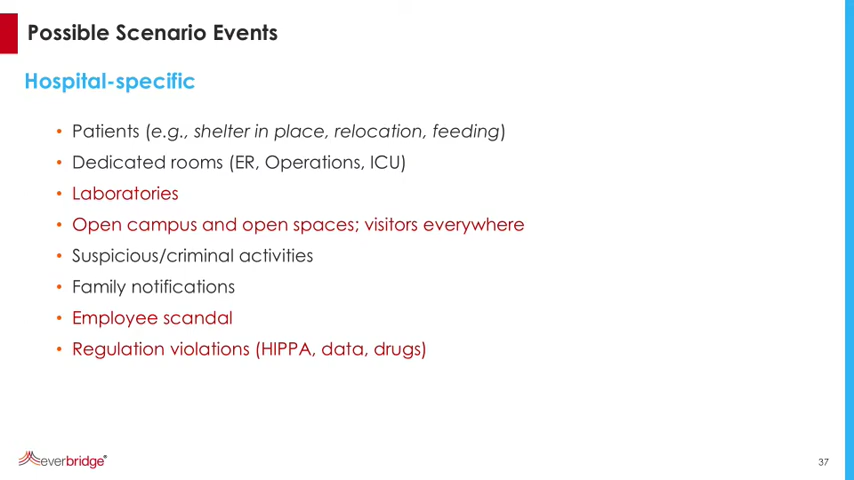 Possible Scenario Events
Hospital-specific
• Patients (e.g., shelter in place, relocation, feeding)
• Dedicated rooms (ER, Operations, ICU)
• Laboratories
• Open campus and open spaces; visitors everywhere
• Suspicious/criminal activities
• Family notifications
• Employee scandal
• Regulation violations (HIPPA, data, drugs)
everbridge®
37